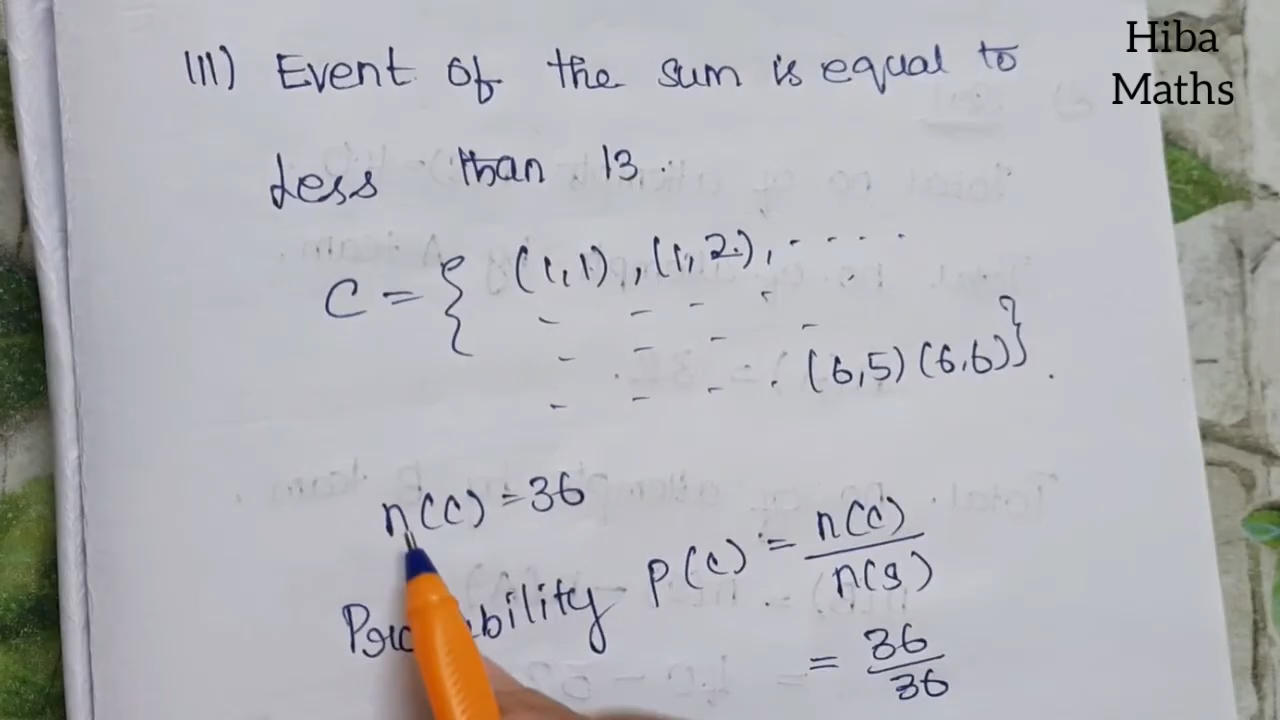 Hiba
Maths
III) Event of the sum is equal to
Less than 13.
C = { (1,1), (1,2), - - - -
(6,5) (6,6) } .
n(C) = 36
Probability P(C) = n(C)/n(S)
= 36/36